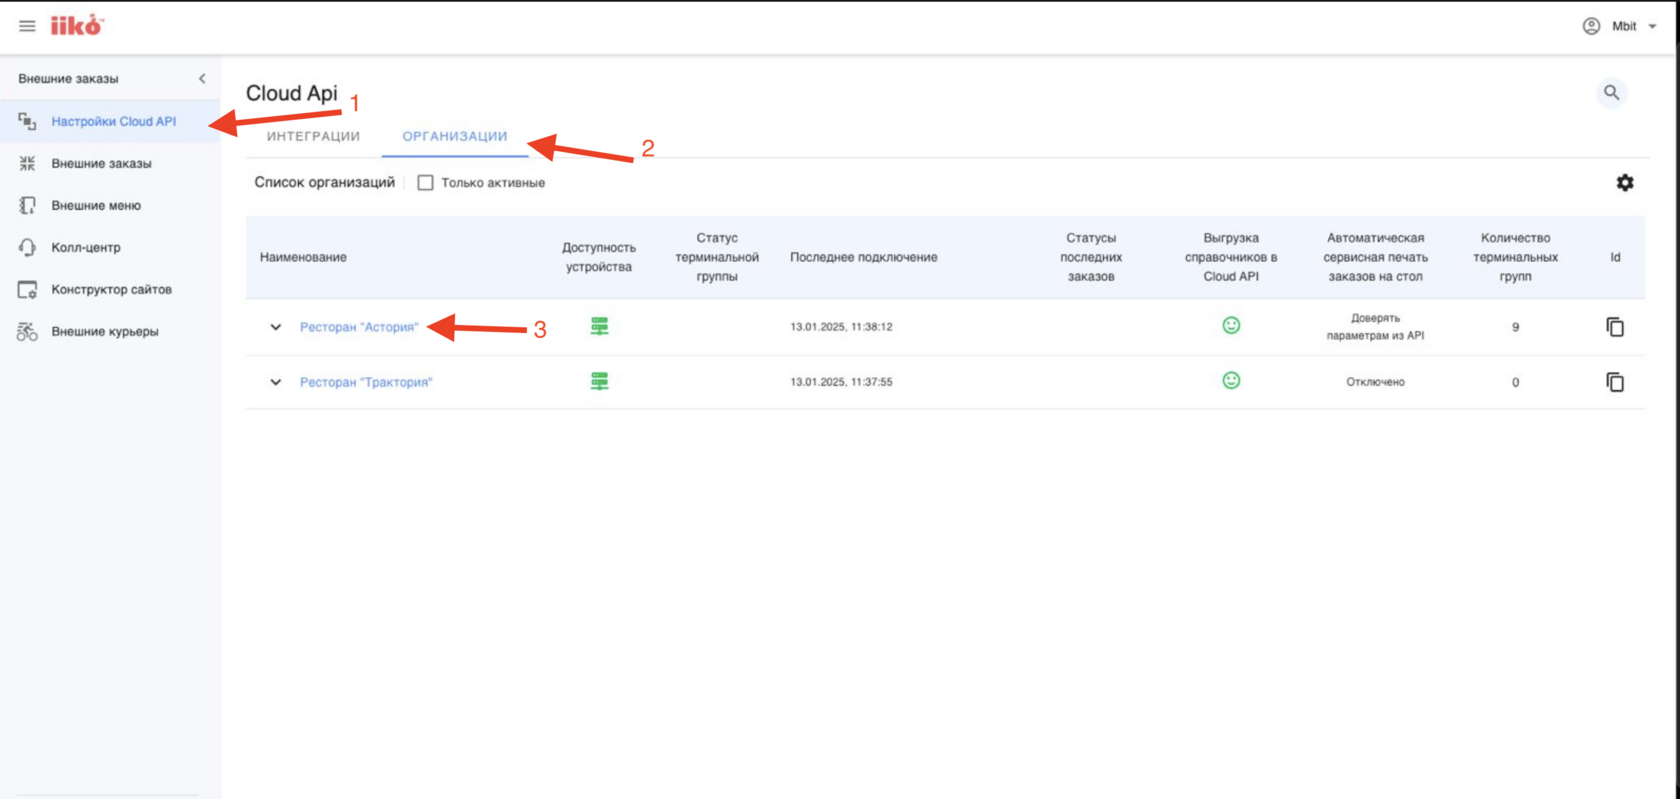 iiko
Mbit
Внешние заказы
Настройки Cloud API
Внешние заказы
Внешние меню
Колл-центр
Конструктор сайтов
Внешние курьеры
Cloud Api
1
ИНТЕГРАЦИИ
ОРГАНИЗАЦИИ
2
Список организаций
Только активные
Наименование
Доступность
устройства
Статус
терминальной
группы
Последнее подключение
Статусы
последних
заказов
Выгрузка
справочников в
Cloud API
Автоматическая
сервисная печать
заказов на стол
Количество
терминальных
групп
Id
Ресторан "Астория"
3
13.01.2025, 11:38:12
Доверять
параметрам из API
9
Ресторан "Трактория"
13.01.2025, 11:37:55
Отключено
0